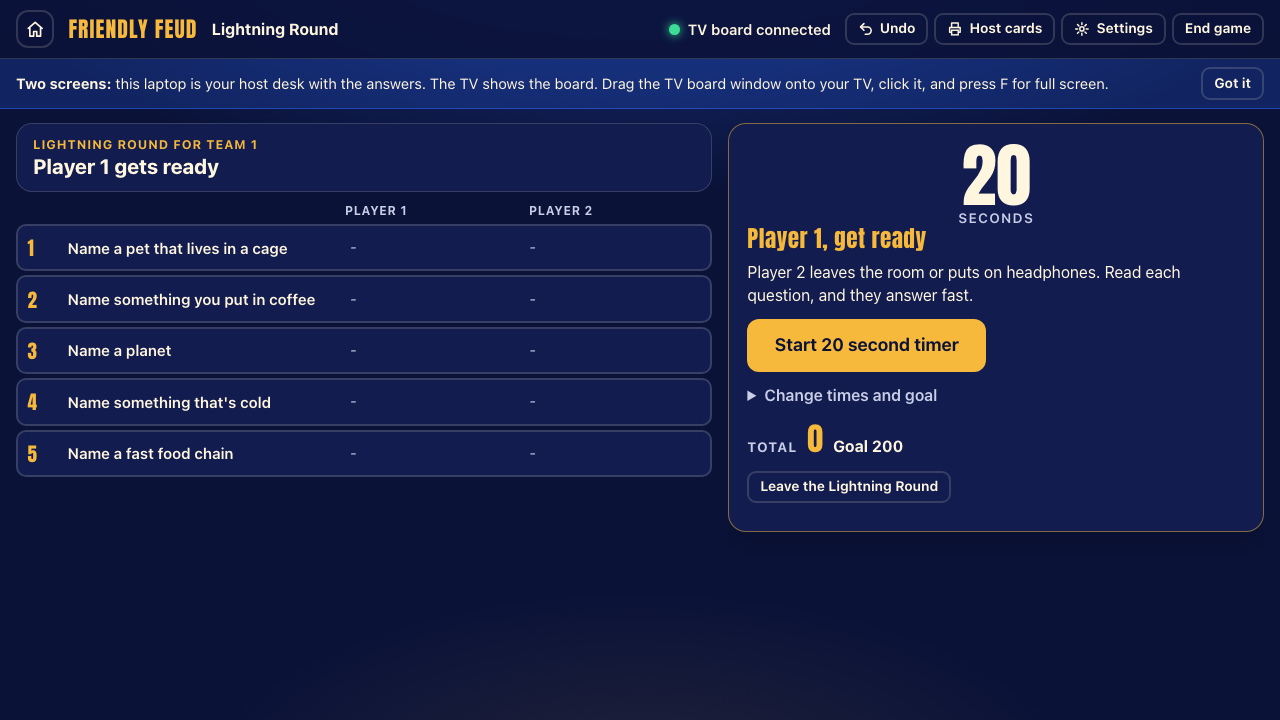 FRIENDLY FEUD Lightning Round
TV board connected
Undo
Host cards
Settings
End game
Two screens: this laptop is your host desk with the answers. The TV shows the board. Drag the TV board window onto your TV, click it, and press F for full screen.
Got it
LIGHTNING ROUND FOR TEAM 1
Player 1 gets ready
PLAYER 1 PLAYER 2
1 Name a pet that lives in a cage - -
2 Name something you put in coffee - -
3 Name a planet - -
4 Name something that's cold - -
5 Name a fast food chain - -
20
SECONDS
Player 1, get ready
Player 2 leaves the room or puts on headphones. Read each
question, and they answer fast.
Start 20 second timer
Change times and goal
TOTAL 0 Goal 200
Leave the Lightning Round